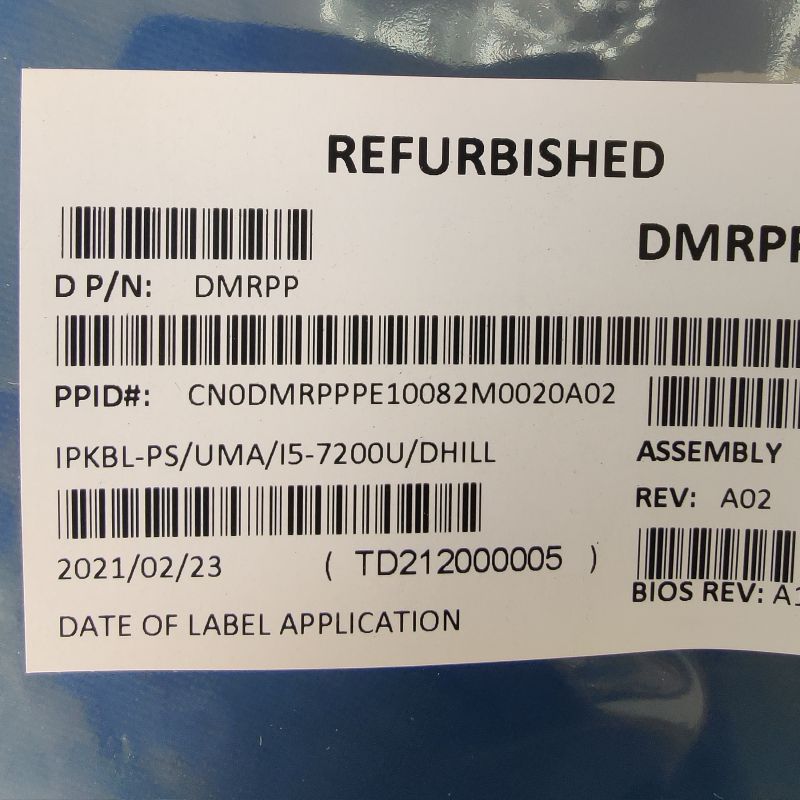 REFURBISHED
DMRPP
D P/N: DMRPP
PPID#: CN0DMRPPPE10082M0020A02
IPKBL-PS/UMA/I5-7200U/DHILL
ASSEMBLY
REV: A02
2021/02/23 ( TD212000005 )
BIOS REV: A1
DATE OF LABEL APPLICATION